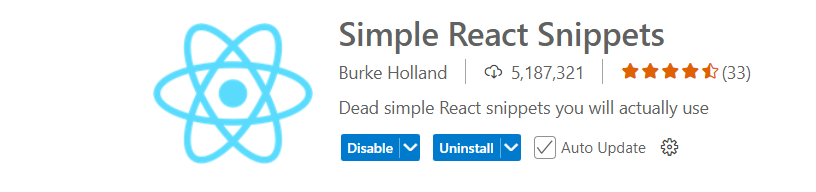 Simple React Snippets
Burke Holland 5,187,321 (33)
Dead simple React snippets you will actually use
Disable Uninstall Auto Update